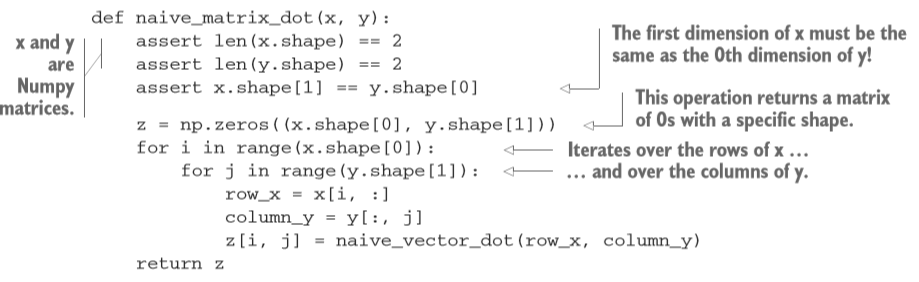 def naive_matrix_dot(x, y):
    assert len(x.shape) == 2
    assert len(y.shape) == 2
    assert x.shape[1] == y.shape[0]
    z = np.zeros((x.shape[0], y.shape[1]))
    for i in range(x.shape[0]):
        for j in range(y.shape[1]):
            row_x = x[i, :]
            column_y = y[:, j]
            z[i, j] = naive_vector_dot(row_x, column_y)
    return z
x and y
are
Numpy
matrices.
The first dimension of x must be the
same as the 0th dimension of y!
This operation returns a matrix
of 0s with a specific shape.
Iterates over the rows of x ...
... and over the columns of y.